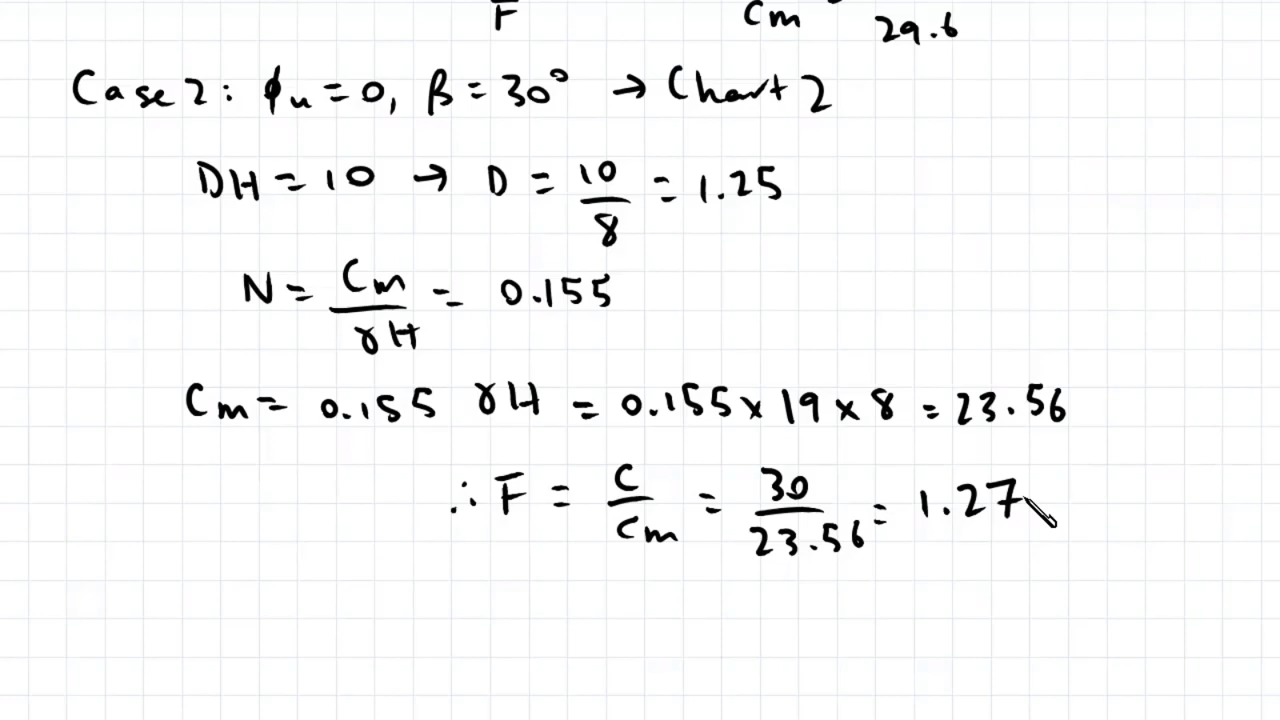 F Cm 29.6
Case 2: ϕu = 0, β = 30° → Chart 2
DH = 10 → D = 10/8 = 1.25
N = Cm/γH = 0.155
Cm = 0.155 γH = 0.155 × 19 × 8 = 23.56
∴ F = C/Cm = 30/23.56 = 1.27